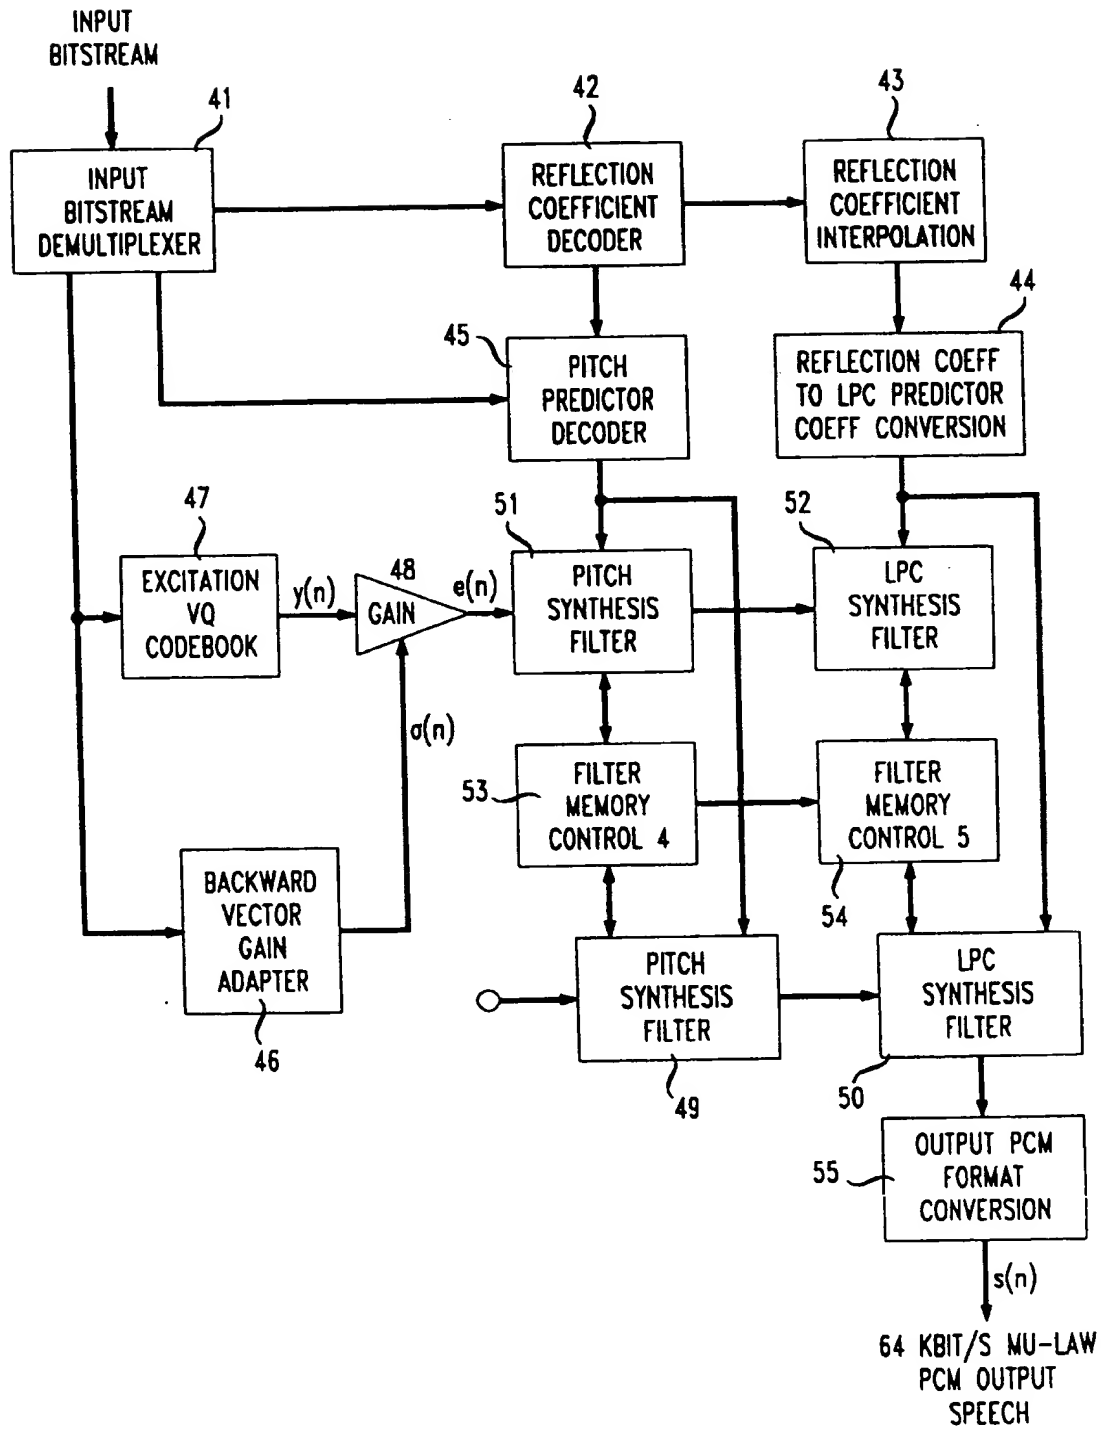 INPUT
BITSTREAM
41
INPUT
BITSTREAM
DEMULTIPLEXER
42
REFLECTION
COEFFICIENT
DECODER
43
REFLECTION
COEFFICIENT
INTERPOLATION
44
REFLECTION COEFF
TO LPC PREDICTOR
COEFF CONVERSION
45
PITCH
PREDICTOR
DECODER
47
EXCITATION
VQ
CODEBOOK
y(n)
48
GAIN
e(n)
σ(n)
51
PITCH
SYNTHESIS
FILTER
52
LPC
SYNTHESIS
FILTER
53
FILTER
MEMORY
CONTROL 4
FILTER
MEMORY
CONTROL 5
54
BACKWARD
VECTOR
GAIN
ADAPTER
46
PITCH
SYNTHESIS
FILTER
49
LPC
SYNTHESIS
FILTER
50
55
OUTPUT PCM
FORMAT
CONVERSION
s(n)
64 KBIT/S MU-LAW
PCM OUTPUT
SPEECH